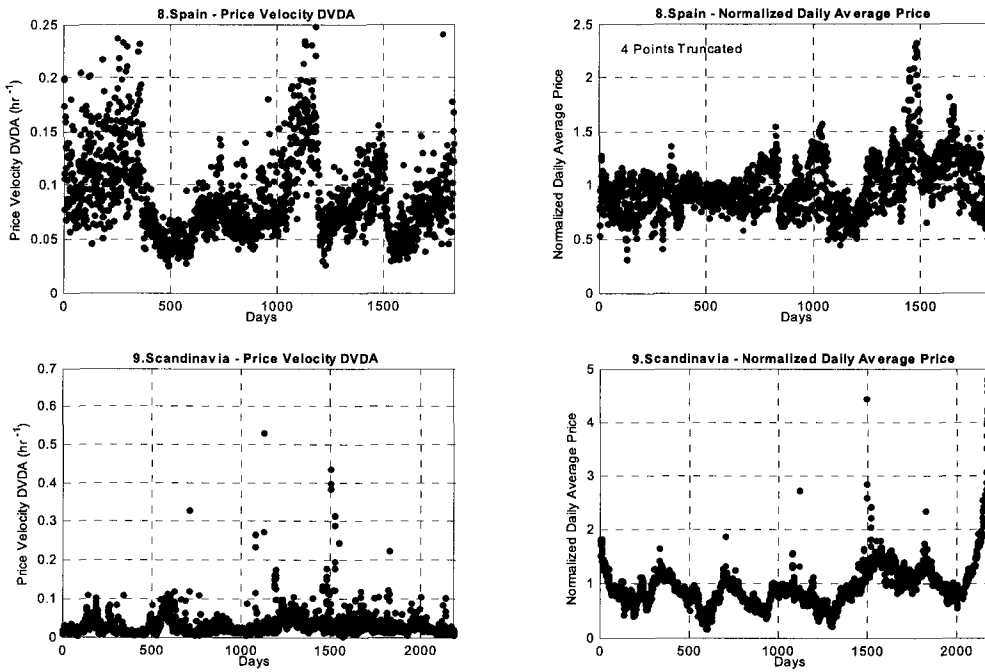 8.Spain - Price Velocity DVDA
Price Velocity DVDA (hr -1)
0.25
0.2
0.15
0.1
0.05
0
0 500 1000 1500
Days
8.Spain - Normalized Daily Average Price
4 Points Truncated
Normalized Daily Average Price
2.5
2
1.5
1
0.5
0
0 500 1000 1500
Days
9.Scandinavia - Price Velocity DVDA
Price Velocity DVDA (hr -1)
0.7
0.6
0.5
0.4
0.3
0.2
0.1
0
0 500 1000 1500 2000
Days
9.Scandinavia - Normalized Daily Average Price
Normalized Daily Average Price
5
4
3
2
1
0
0 500 1000 1500 2000
Days